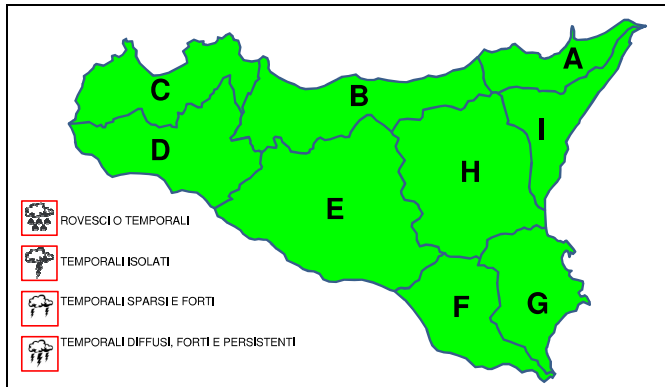 A
C
B
I
D
H
E
ROVESCI O TEMPORALI
TEMPORALI ISOLATI
TEMPORALI SPARSI E FORTI
F
G
TEMPORALI DIFFUSI, FORTI E PERSISTENTI